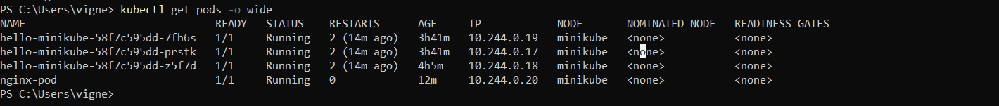 PS C:\Users\vigne> kubectl get pods -o wide
NAME                              READY   STATUS    RESTARTS      AGE     IP            NODE       NOMINATED NODE   READINESS GATES
hello-minikube-58f7c595dd-7fh6s   1/1     Running   2 (14m ago)   3h41m   10.244.0.19   minikube   <none>           <none>
hello-minikube-58f7c595dd-prstk   1/1     Running   2 (14m ago)   3h41m   10.244.0.17   minikube   <none>           <none>
hello-minikube-58f7c595dd-z5f7d   1/1     Running   2 (14m ago)   4h5m    10.244.0.18   minikube   <none>           <none>
nginx-pod                         1/1     Running   0             12m     10.244.0.20   minikube   <none>           <none>
PS C:\Users\vigne>